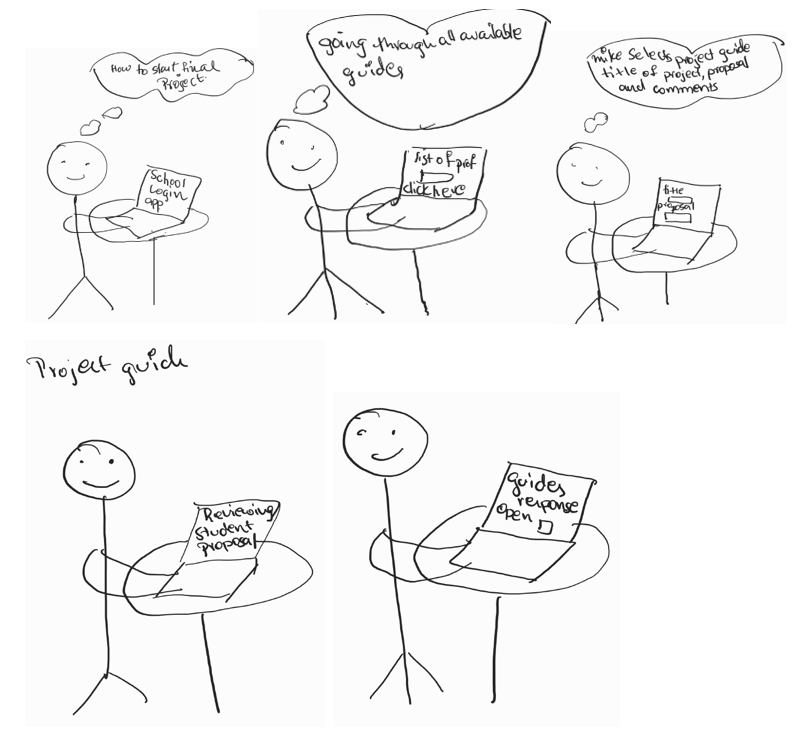 How to start final
Project.
School
Login
app
going through all available
guides
list of prof
click here
mike selects project guide
title of project, proposal
and comments
title
proposal
Project guide
Reviewing
student
proposal
guides
response
open